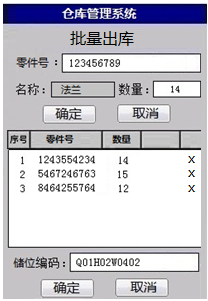 仓库管理系统
批量出库
零件号： 123456789
名称： 法兰 数量： 14
确定 取消
序号 零件号 数量
1 1243554234 14 X
2 5467246763 15 X
3 8464255764 12 X
储位编码： Q01H02W0402
确定 取消